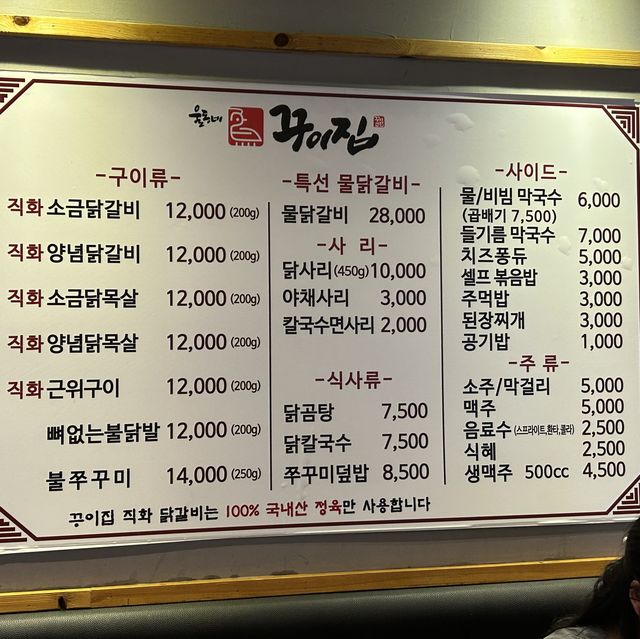 꾸이집
-구이류-
직화 소금닭갈비 12,000 (200g)
직화 양념닭갈비 12,000 (200g)
직화 소금닭목살 12,000 (200g)
직화 양념닭목살 12,000 (200g)
직화 근위구이 12,000 (200g)
뼈없는불닭발 12,000 (200g)
불쭈꾸미 14,000 (250g)
-특선 물닭갈비-
물닭갈비 28,000
-사 리-
닭사리(450g) 10,000
야채사리 3,000
칼국수면사리 2,000
-식사류-
닭곰탕 7,500
닭칼국수 7,500
쭈꾸미덮밥 8,500
-사이드-
물/비빔 막국수 6,000
(곱배기 7,500)
들기름 막국수 7,000
치즈퐁듀 5,000
셀프 볶음밥 3,000
주먹밥 3,000
된장찌개 3,000
공기밥 1,000
-주 류-
소주/막걸리 5,000
맥주 5,000
음료수 (스프라이트,환타,콜라) 2,500
식혜 2,500
생맥주 500cc 4,500
꾸이집 직화 닭갈비는 100% 국내산 정육만 사용합니다